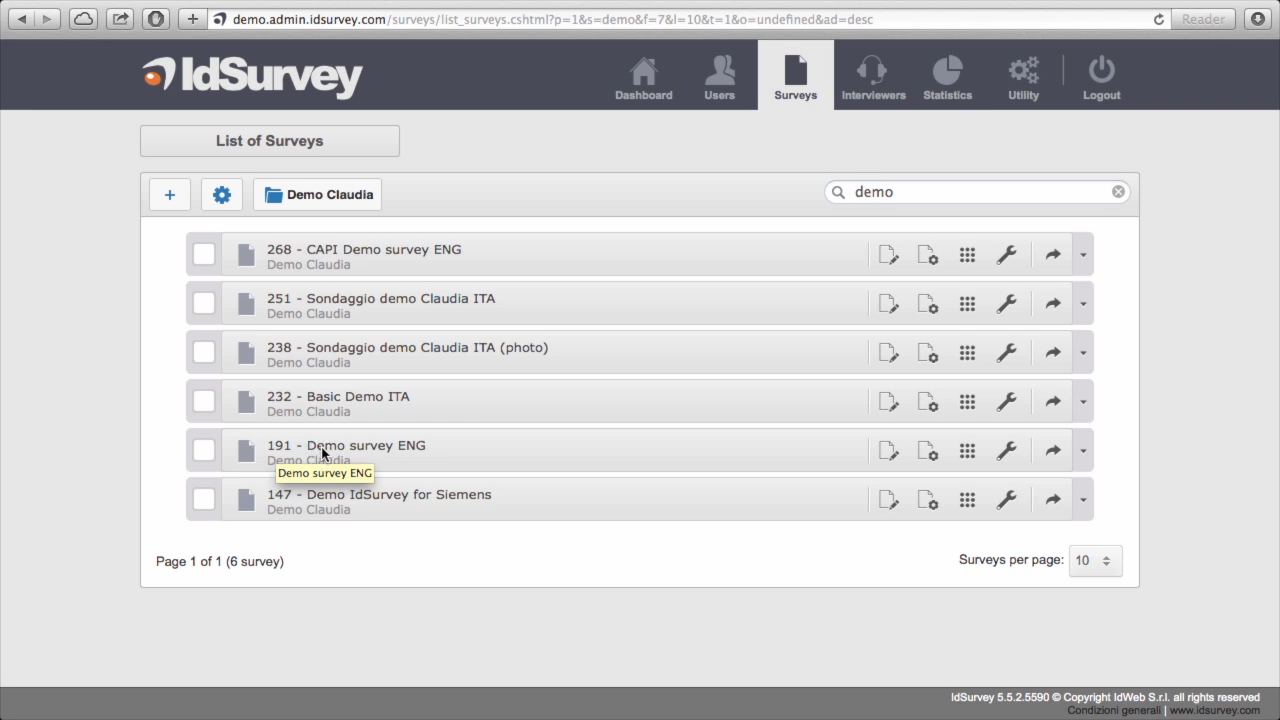 demo.admin.idsurvey.com/surveys/list_surveys.cshtml?p=1&s=demo&f=7&l=10&t=1&o=undefined&ad=desc
Reader
IdSurvey
Dashboard
Users
Surveys
Interviewers
Statistics
Utility
Logout
List of Surveys
+
Demo Claudia
demo
268 - CAPI Demo survey ENG
Demo Claudia
251 - Sondaggio demo Claudia ITA
Demo Claudia
238 - Sondaggio demo Claudia ITA (photo)
Demo Claudia
232 - Basic Demo ITA
Demo Claudia
191 - Demo survey ENG
Demo Claudia
Demo survey ENG
147 - Demo IdSurvey for Siemens
Demo Claudia
Page 1 of 1 (6 survey)
Surveys per page: 10
IdSurvey 5.5.2.5590 © Copyright IdWeb S.r.l. all rights reserved
Condizioni generali | www.idsurvey.com